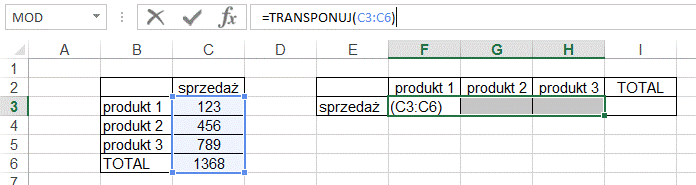 MOD =TRANSPONUJ(C3:C6)
A B C D E F G H I
1
2 sprzedaż produkt 1 produkt 2 produkt 3 TOTAL
3 produkt 1 123 sprzedaż (C3:C6)
4 produkt 2 456
5 produkt 3 789
6 TOTAL 1368
7